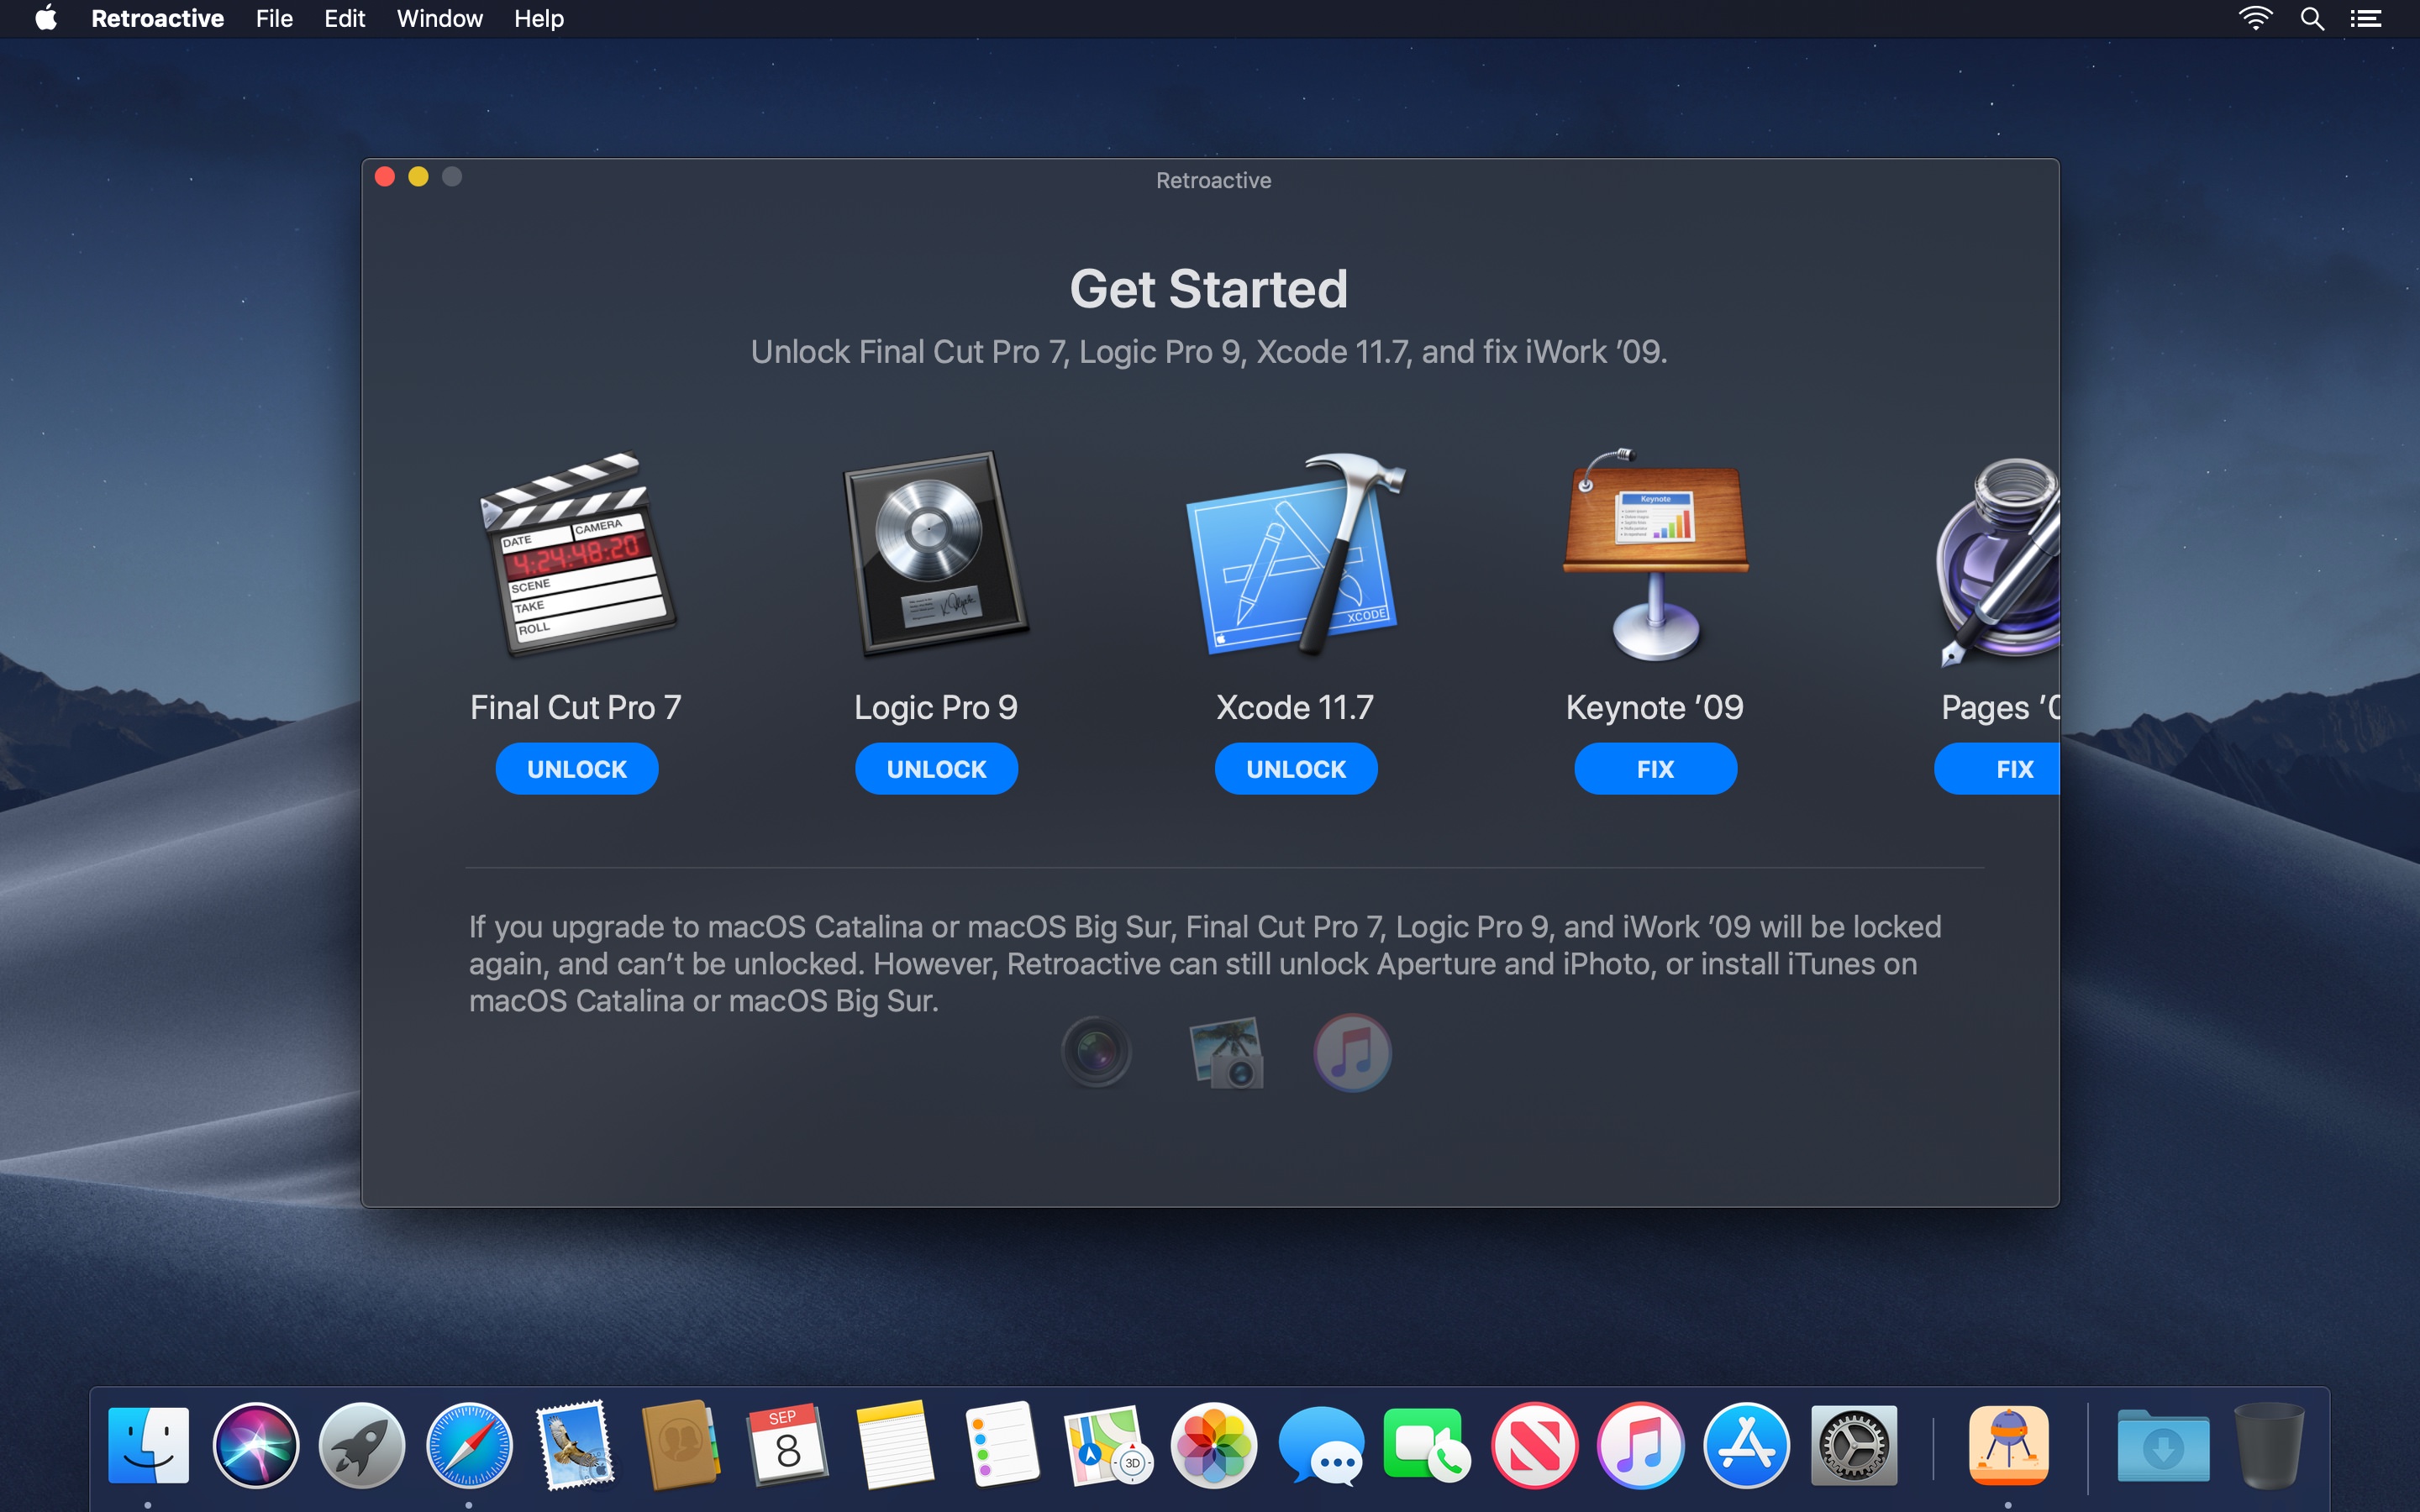 Retroactive File Edit Window Help
Retroactive
Get Started
Unlock Final Cut Pro 7, Logic Pro 9, Xcode 11.7, and fix iWork ’09.
DATE CAMERA
4:24:48:20
SCENE
TAKE
ROLL
XCODE
Keynote
Final Cut Pro 7 Logic Pro 9 Xcode 11.7 Keynote ’09 Pages ’0
UNLOCK UNLOCK UNLOCK FIX FIX
If you upgrade to macOS Catalina or macOS Big Sur, Final Cut Pro 7, Logic Pro 9, and iWork ’09 will be locked
again, and can’t be unlocked. However, Retroactive can still unlock Aperture and iPhoto, or install iTunes on
macOS Catalina or macOS Big Sur.
SEP
8
3D